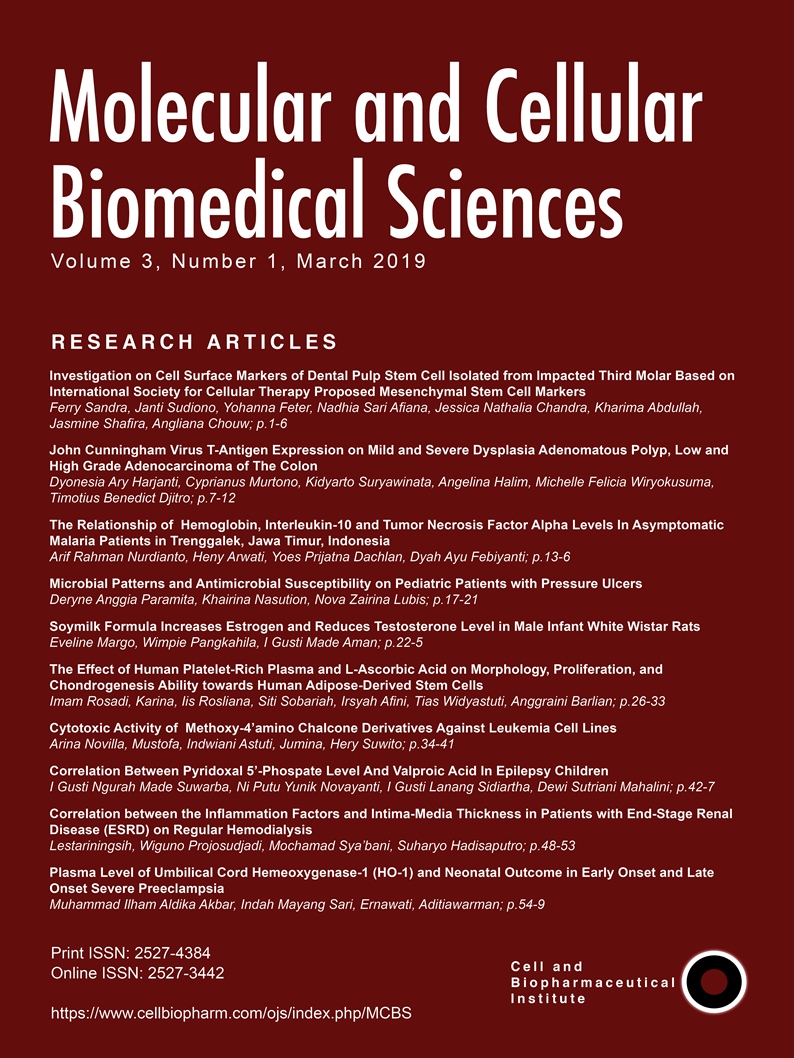 Molecular and Cellular
Biomedical Sciences
Volume 3, Number 1, March 2019
RESEARCH ARTICLES
Investigation on Cell Surface Markers of Dental Pulp Stem Cell Isolated from Impacted Third Molar Based on
International Society for Cellular Therapy Proposed Mesenchymal Stem Cell Markers
Ferry Sandra, Janti Sudiono, Yohanna Feter, Nadhia Sari Afiana, Jessica Nathalia Chandra, Kharima Abdullah,
Jasmine Shafira, Angliana Chouw; p.1-6
John Cunningham Virus T-Antigen Expression on Mild and Severe Dysplasia Adenomatous Polyp, Low and
High Grade Adenocarcinoma of The Colon
Dyonesia Ary Harjanti, Cyprianus Murtono, Kidyarto Suryawinata, Angelina Halim, Michelle Felicia Wiryokusuma,
Timotius Benedict Djitro; p.7-12
The Relationship of  Hemoglobin, Interleukin-10 and Tumor Necrosis Factor Alpha Levels In Asymptomatic
Malaria Patients in Trenggalek, Jawa Timur, Indonesia
Arif Rahman Nurdianto, Heny Arwati, Yoes Prijatna Dachlan, Dyah Ayu Febiyanti; p.13-6
Microbial Patterns and Antimicrobial Susceptibility on Pediatric Patients with Pressure Ulcers
Deryne Anggia Paramita, Khairina Nasution, Nova Zairina Lubis; p.17-21
Soymilk Formula Increases Estrogen and Reduces Testosterone Level in Male Infant White Wistar Rats
Eveline Margo, Wimpie Pangkahila, I Gusti Made Aman; p.22-5
The Effect of Human Platelet-Rich Plasma and L-Ascorbic Acid on Morphology, Proliferation, and
Chondrogenesis Ability towards Human Adipose-Derived Stem Cells
Imam Rosadi, Karina, Iis Rosliana, Siti Sobariah, Irsyah Afini, Tias Widyastuti, Anggraini Barlian; p.26-33
Cytotoxic Activity of  Methoxy-4’amino Chalcone Derivatives Against Leukemia Cell Lines
Arina Novilla, Mustofa, Indwiani Astuti, Jumina, Hery Suwito; p.34-41
Correlation Between Pyridoxal 5’-Phospate Level And Valproic Acid In Epilepsy Children
I Gusti Ngurah Made Suwarba, Ni Putu Yunik Novayanti, I Gusti Lanang Sidiartha, Dewi Sutriani Mahalini; p.42-7
Correlation between the Inflammation Factors and Intima-Media Thickness in Patients with End-Stage Renal
Disease (ESRD) on Regular Hemodialysis
Lestariningsih, Wiguno Projosudjadi, Mochamad Sya’bani, Suharyo Hadisaputro; p.48-53
Plasma Level of Umbilical Cord Hemeoxygenase-1 (HO-1) and Neonatal Outcome in Early Onset and Late
Onset Severe Preeclampsia
Muhammad Ilham Aldika Akbar, Indah Mayang Sari, Ernawati, Aditiawarman; p.54-9
Print ISSN: 2527-4384
Online ISSN: 2527-3442
https://www.cellbiopharm.com/ojs/index.php/MCBS
Cell and
Biopharmaceutical
Institute